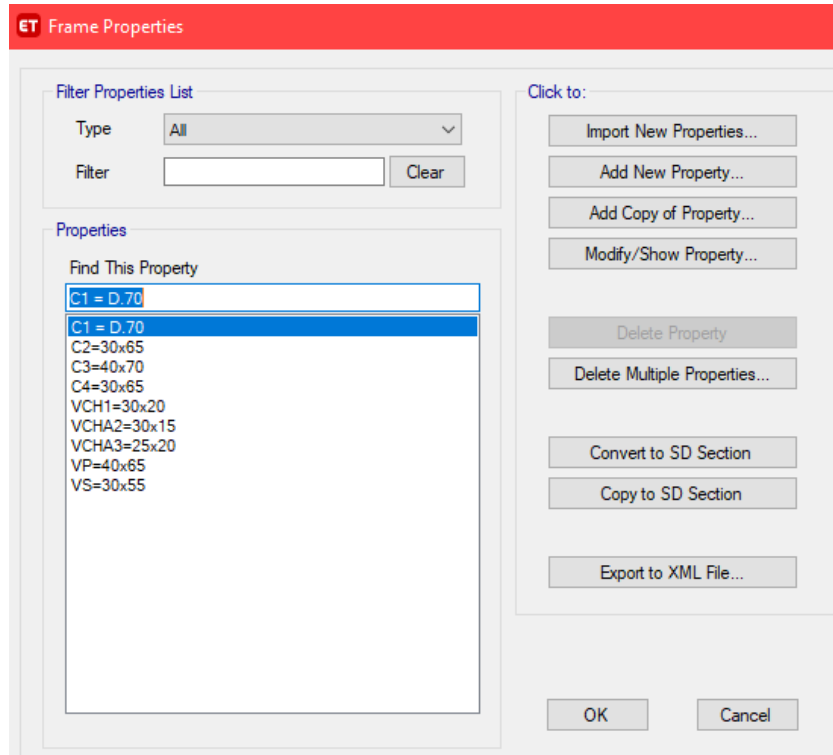 ET Frame Properties
Filter Properties List
Type All
Filter Clear
Properties
Find This Property
C1 = D.70
C1 = D.70
C2=30x65
C3=40x70
C4=30x65
VCH1=30x20
VCHA2=30x15
VCHA3=25x20
VP=40x65
VS=30x55
Click to:
Import New Properties...
Add New Property...
Add Copy of Property...
Modify/Show Property...
Delete Property
Delete Multiple Properties...
Convert to SD Section
Copy to SD Section
Export to XML File...
OK Cancel